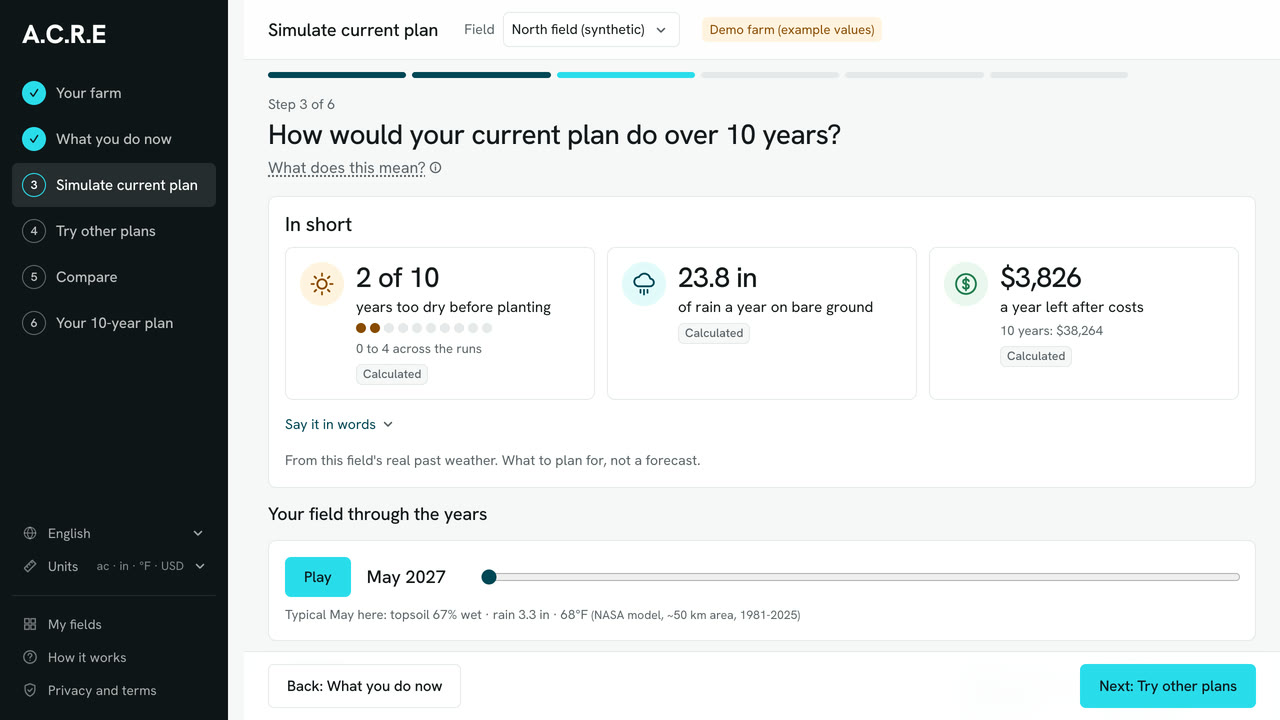 A.C.R.E
Your farm
What you do now
3 Simulate current plan
4 Try other plans
5 Compare
6 Your 10-year plan
English
Units ac · in · °F · USD
My fields
How it works
Privacy and terms
Simulate current plan Field North field (synthetic) Demo farm (example values)
Step 3 of 6
How would your current plan do over 10 years?
What does this mean?
In short
2 of 10
years too dry before planting
0 to 4 across the runs
Calculated
23.8 in
of rain a year on bare ground
Calculated
$3,826
a year left after costs
10 years: $38,264
Calculated
Say it in words
From this field's real past weather. What to plan for, not a forecast.
Your field through the years
Play May 2027
Typical May here: topsoil 67% wet · rain 3.3 in · 68°F (NASA model, ~50 km area, 1981-2025)
Back: What you do now Next: Try other plans